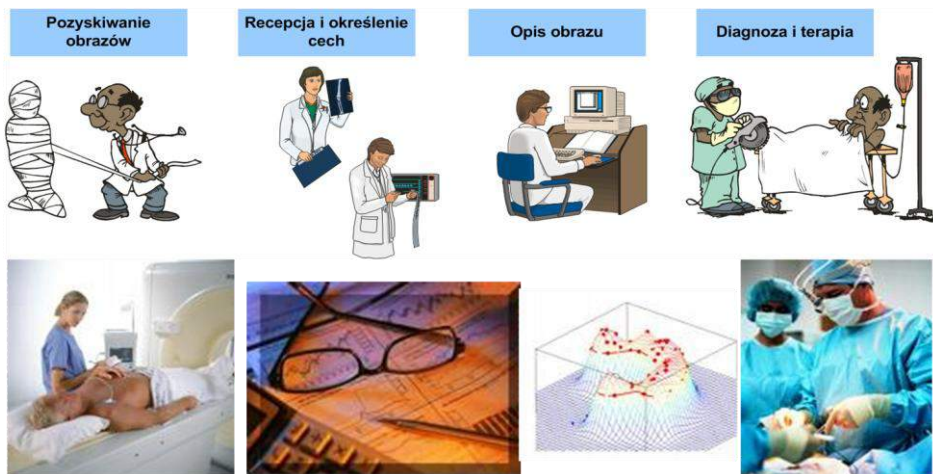 Pozyskiwanie
obrazów
Recepcja i określenie
cech
Opis obrazu
Diagnoza i terapia